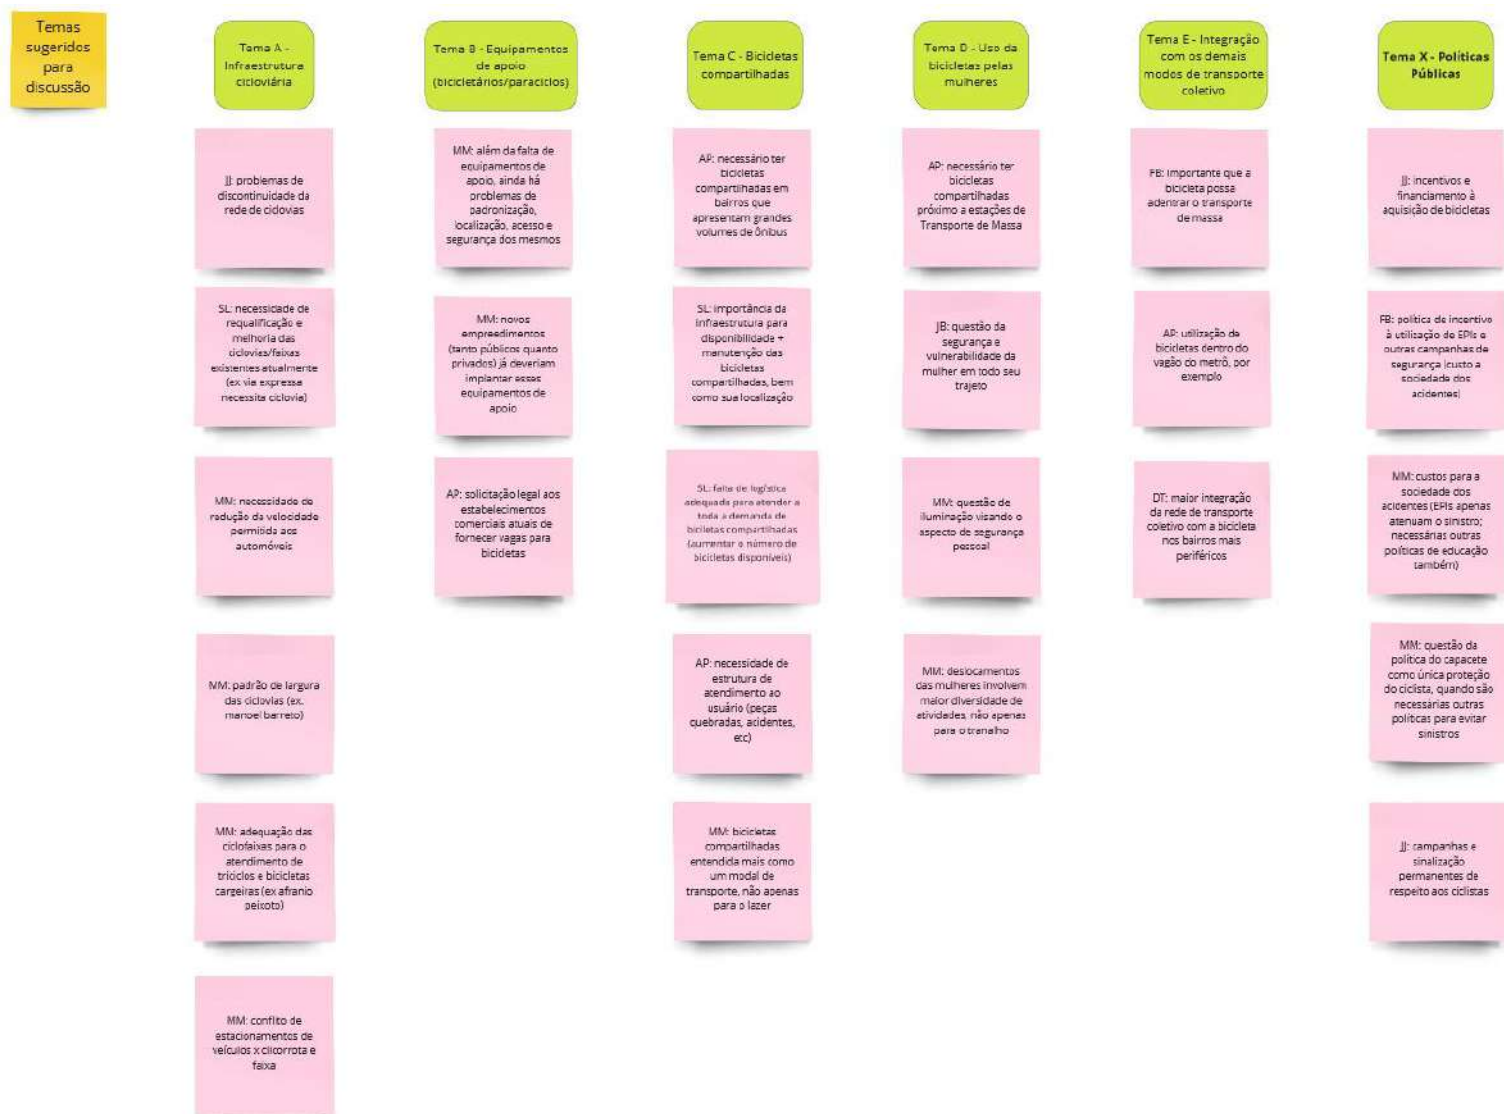 Temas
sugeridos
para
discussão
Tema A -
Infraestrutura
cicloviária
JJ: problemas de
discontinuidade da
rede de ciclovias
SL: necessidade de
requalificação e
melhoria das
ciclovias/faixas
existentes atualmente
(ex via expressa
necessita ciclovia)
MM: necessidade de
redução da velocidade
permitida aos
automóveis
MM: padrão de largura
das ciclovias (ex.
manoel barreto)
MM: adequação das
ciclofaixas para o
atendimento de
triciclos e bicicletas
cargeiras (ex afranio
peixoto)
MM: conflito de
estacionamentos de
veículos x clicorrota e
faixa
Tema B - Equipamentos
de apoio
(bicicletários/paraciclos)
MM: além da falta de
equipamentos de
apoio, ainda há
problemas de
padronização,
localização, acesso e
segurança dos mesmos
MM: novos
empreedimentos
(tanto públicos quanto
privados) já deveriam
implantar esses
equipamentos de
apoio
AP: solicitação legal aos
estabelecimentos
comerciais atuais de
fornecer vagas para
bicicletas
Tema C - Bicicletas
compartilhadas
AP: necessário ter
bicicletas
compartilhadas em
bairros que
apresentam grandes
volumes de ônibus
SL: importância da
infraestrutura para
disponibilidade +
manutenção das
bicicletas
compartilhadas, bem
como sua localização
SL: falta de logística
adequada para atender a
toda a demanda de
biciletas compartilhadas
(aumentar o número de
bicicletas disponíveis)
AP: necessidade de
estrutura de
atendimento ao
usuário (peças
quebradas, acidentes,
etc)
MM: bicicletas
compartilhadas
entendida mais como
um modal de
transporte, não apenas
para o lazer
Tema D - Uso da
bicicletas pelas
mulheres
AP: necessário ter
bicicletas
compartilhadas
próximo a estações de
Transporte de Massa
JB: questão da
segurança e
vulnerabilidade da
mulher em todo seu
trajeto
MM: questão de
iluminação visando o
aspecto de segurança
pessoal
MM: deslocamentos
das mulheres involvem
maior diversidade de
atividades, não apenas
para o trabalho
Tema E - Integração
com os demais
modos de transporte
coletivo
FB: importante que a
bicicleta possa
adentrar o transporte
de massa
AP: utilização de
bicicletas dentro do
vagão do metrô, por
exemplo
DT: maior integração
da rede de transporte
coletivo com a bicicleta
nos bairros mais
periféricos
Tema X - Políticas
Públicas
JJ: incentivos e
financiamento à
aquisição de bicicletas
FB: política de incentivo
à utilização de EPIs e
outras campanhas de
segurança (custo a
sociedade dos
acidentes)
MM: custos para a
sociedade dos
acidentes (EPIs apenas
atenuam o sinistro;
necessárias outras
políticas de educação
também)
MM: questão da
política do capacete
como única proteção
do ciclista, quando são
necessárias outras
políticas para evitar
sinistros
JJ: campanhas e
sinalização
permanentes de
respeito aos ciclistas